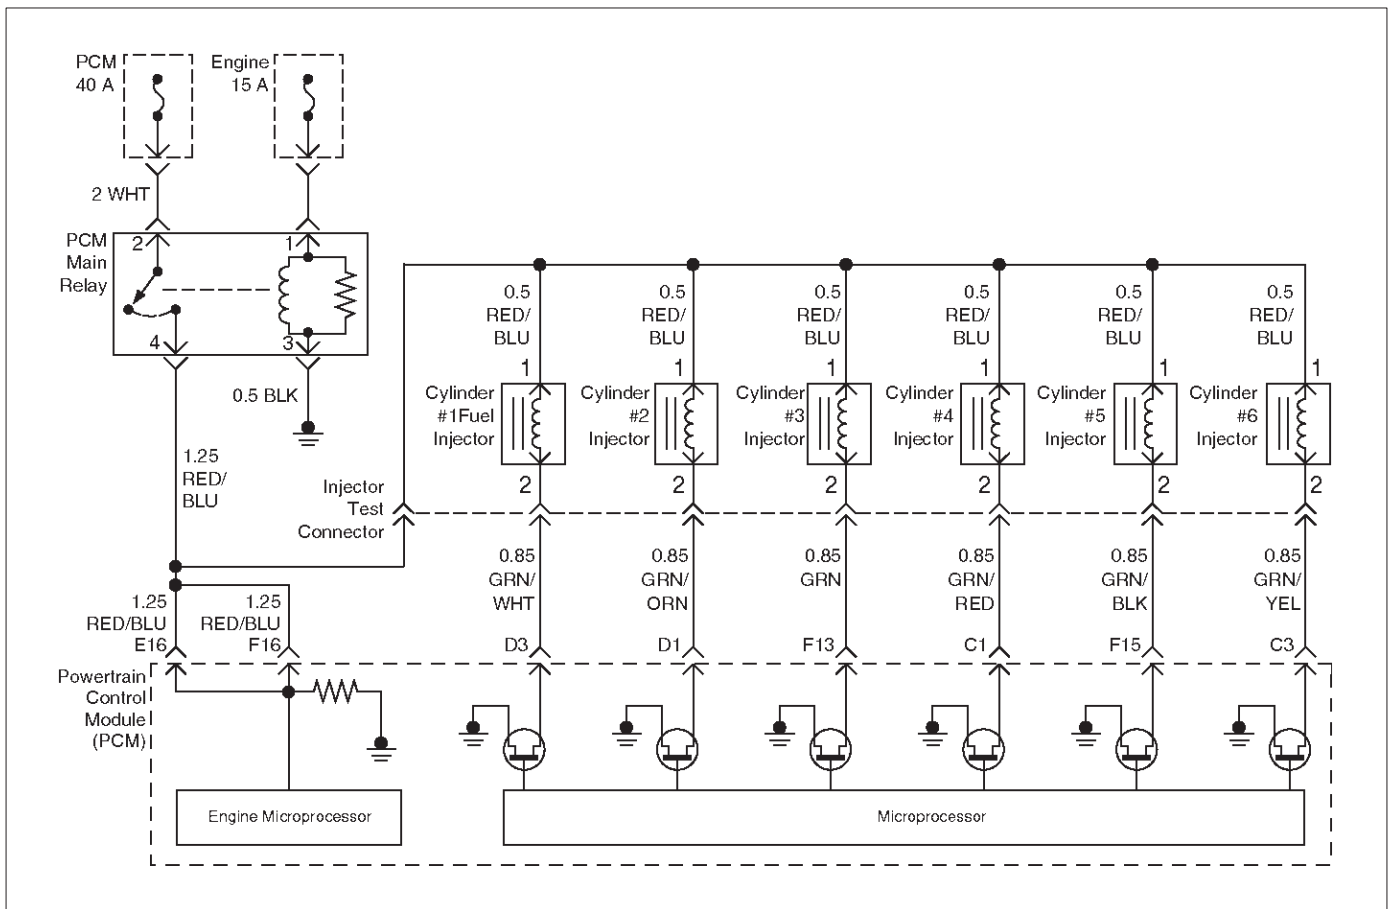 PCM
40 A
Engine
15 A
2 WHT
PCM
Main
Relay
2
1
4
3
0.5 BLK
1.25
RED/
BLU
0.5
RED/
BLU
0.5
RED/
BLU
0.5
RED/
BLU
0.5
RED/
BLU
0.5
RED/
BLU
0.5
RED/
BLU
1
1
1
1
1
1
Cylinder
#1Fuel
Injector
Cylinder
#2
Injector
Cylinder
#3
Injector
Cylinder
#4
Injector
Cylinder
#5
Injector
Cylinder
#6
Injector
2
2
2
2
2
2
Injector
Test
Connector
0.85
GRN/
WHT
0.85
GRN/
ORN
0.85
GRN
0.85
GRN/
RED
0.85
GRN/
BLK
0.85
GRN/
YEL
1.25
RED/BLU
E16
1.25
RED/BLU
F16
D3
D1
F13
C1
F15
C3
Powertrain
Control
Module
(PCM)
Engine Microprocessor
Microprocessor